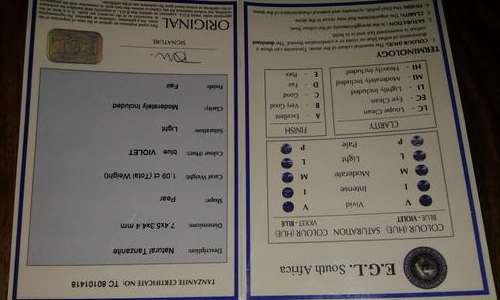 TANZANITE CERTIFICATE NO: TC 80101418
Description: Natural Tanzanite
Dimensions: 7.4x5.3x4.4 mm
Shape: Pear
Carat Weight: 1.09 ct (Total Weight)
Colour (Hue): blue VIOLET
Saturation: Light
Clarity: Moderately Included
Finish: Fair
SIGNATURE
ORIGINAL
E.G.L. South Africa
COLOUR (HUE) SATURATION COLOUR (HUE)
BLUE - VIOLET VIOLET - BLUE
V Vivid V
I Intense I
M Moderate M
L Light L
P Pale P
CLARITY
LC - Loupe Clean
EC - Eye Clean
LI - Lightly Included
MI - Moderately Included
HI - Heavily Included
FINISH
A - Excellent
B - Very Good
C - Good
D - Fair
E - Poor
TERMINOLOGY